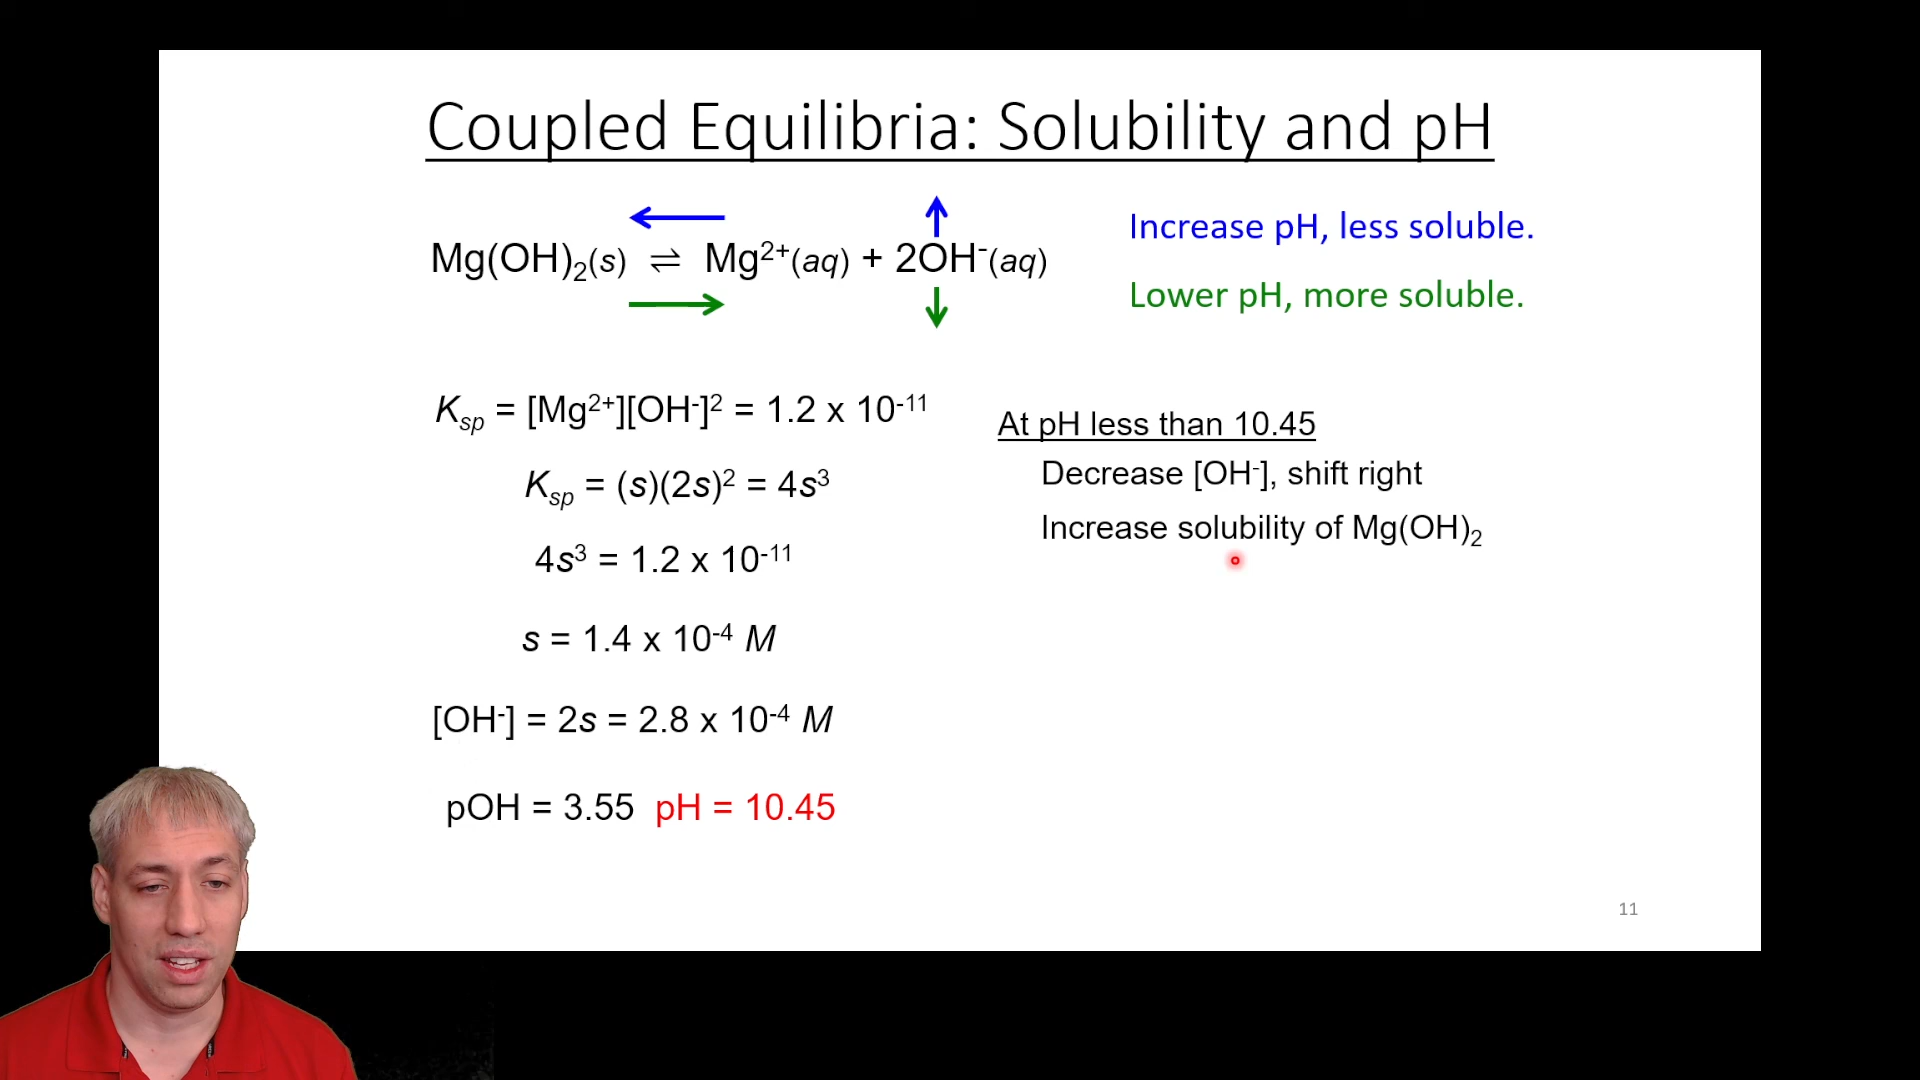 Coupled Equilibria: Solubility and pH
Mg(OH)₂(s) ⇌ Mg²⁺(aq) + 2OH⁻(aq)
Increase pH, less soluble.
Lower pH, more soluble.
Kₛₚ = [Mg²⁺][OH⁻]² = 1.2 x 10⁻¹¹
Kₛₚ = (s)(2s)² = 4s³
4s³ = 1.2 x 10⁻¹¹
s = 1.4 x 10⁻⁴ M
[OH⁻] = 2s = 2.8 x 10⁻⁴ M
pOH = 3.55 pH = 10.45
At pH less than 10.45
Decrease [OH⁻], shift right
Increase solubility of Mg(OH)₂
11